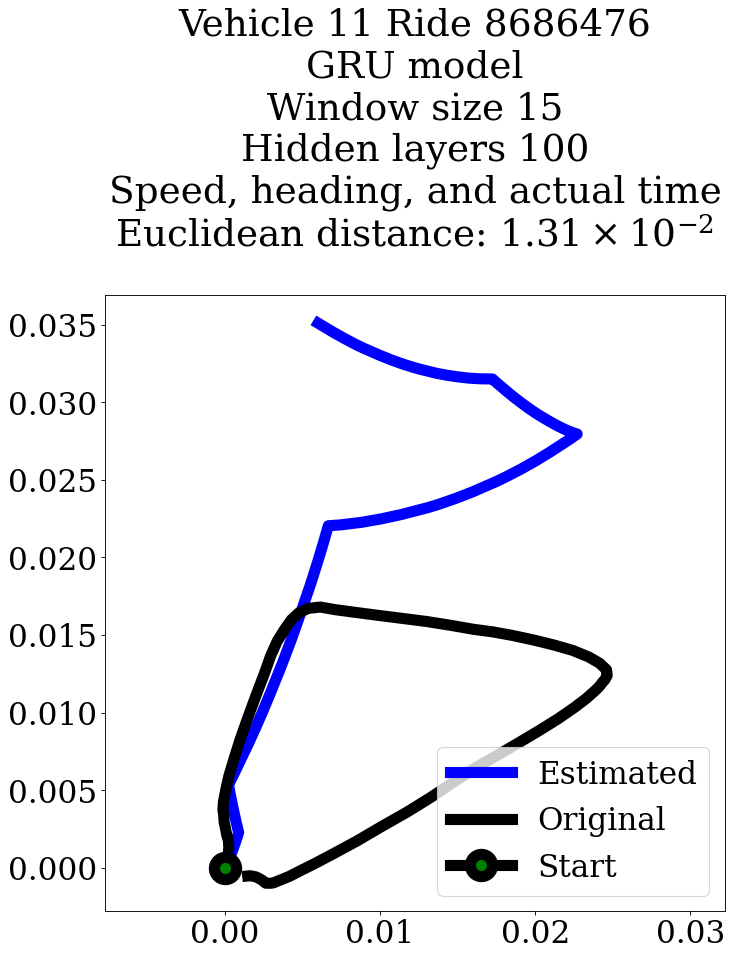 Vehicle 11 Ride 8686476
GRU model
Window size 15
Hidden layers 100
Speed, heading, and actual time
Euclidean distance: 1.31 × 10⁻²
0.035
0.030
0.025
0.020
0.015
0.010
0.005
0.000
Estimated
Original
Start
0.00 0.01 0.02 0.03